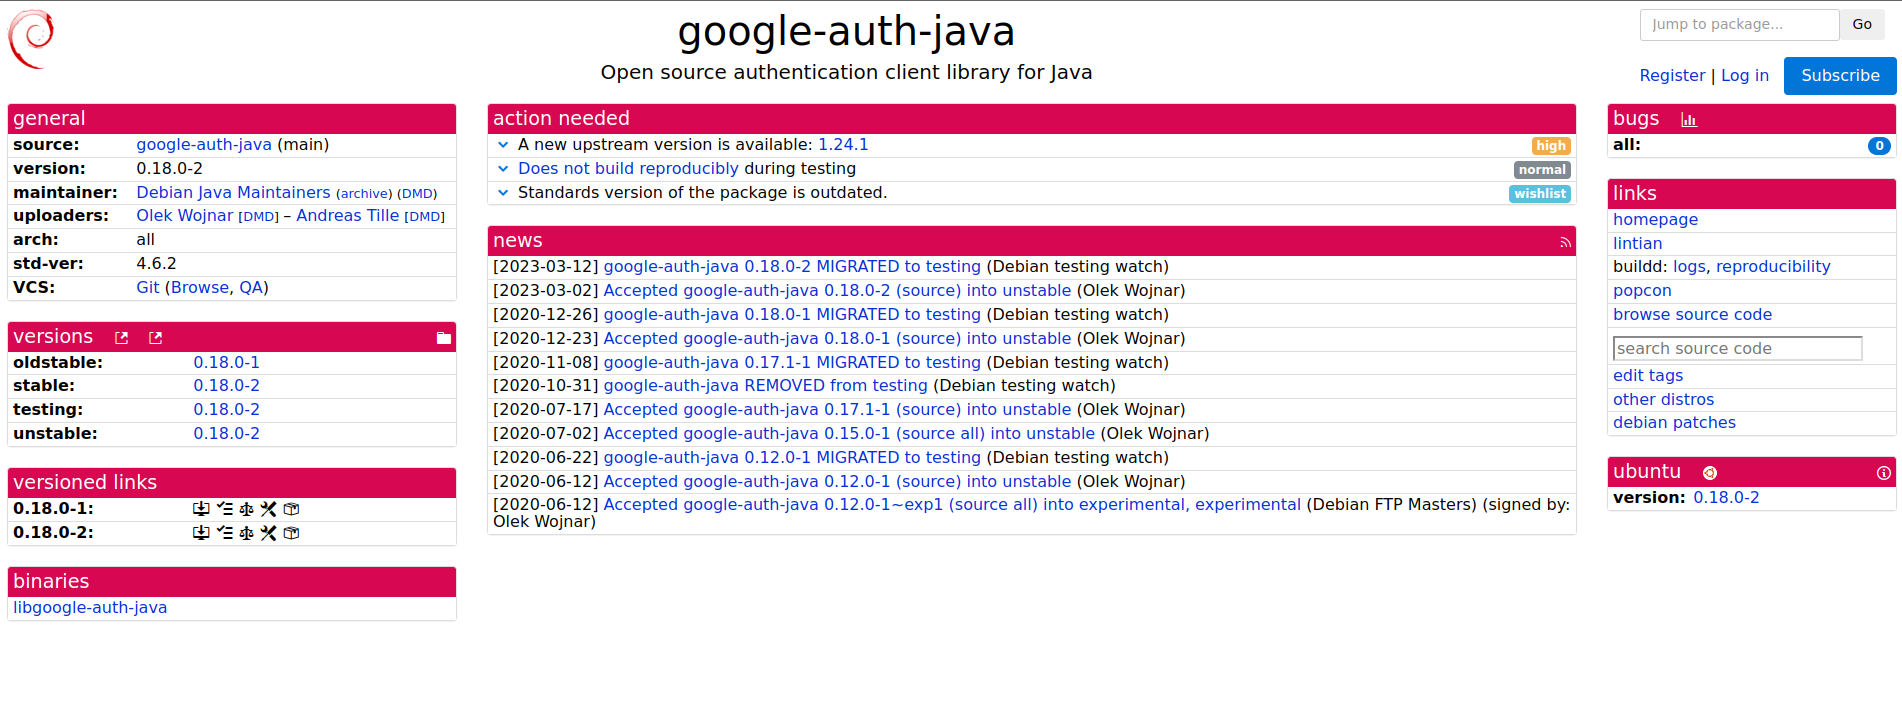 google-auth-java
Open source authentication client library for Java
Jump to package...
Go
Register | Log in
Subscribe
general
source: google-auth-java (main)
version: 0.18.0-2
maintainer: Debian Java Maintainers (archive) (DMD)
uploaders: Olek Wojnar [DMD] – Andreas Tille [DMD]
arch: all
std-ver: 4.6.2
VCS: Git (Browse, QA)
versions
oldstable: 0.18.0-1
stable: 0.18.0-2
testing: 0.18.0-2
unstable: 0.18.0-2
versioned links
0.18.0-1:
0.18.0-2:
binaries
libgoogle-auth-java
action needed
A new upstream version is available: 1.24.1 high
Does not build reproducibly during testing normal
Standards version of the package is outdated. wishlist
news
[2023-03-12] google-auth-java 0.18.0-2 MIGRATED to testing (Debian testing watch)
[2023-03-02] Accepted google-auth-java 0.18.0-2 (source) into unstable (Olek Wojnar)
[2020-12-26] google-auth-java 0.18.0-1 MIGRATED to testing (Debian testing watch)
[2020-12-23] Accepted google-auth-java 0.18.0-1 (source) into unstable (Olek Wojnar)
[2020-11-08] google-auth-java 0.17.1-1 MIGRATED to testing (Debian testing watch)
[2020-10-31] google-auth-java REMOVED from testing (Debian testing watch)
[2020-07-17] Accepted google-auth-java 0.17.1-1 (source) into unstable (Olek Wojnar)
[2020-07-02] Accepted google-auth-java 0.15.0-1 (source all) into unstable (Olek Wojnar)
[2020-06-22] google-auth-java 0.12.0-1 MIGRATED to testing (Debian testing watch)
[2020-06-12] Accepted google-auth-java 0.12.0-1 (source) into unstable (Olek Wojnar)
[2020-06-12] Accepted google-auth-java 0.12.0-1~exp1 (source all) into experimental, experimental (Debian FTP Masters) (signed by:
Olek Wojnar)
bugs
all: 0
links
homepage
lintian
buildd: logs, reproducibility
popcon
browse source code
search source code
edit tags
other distros
debian patches
ubuntu
version: 0.18.0-2